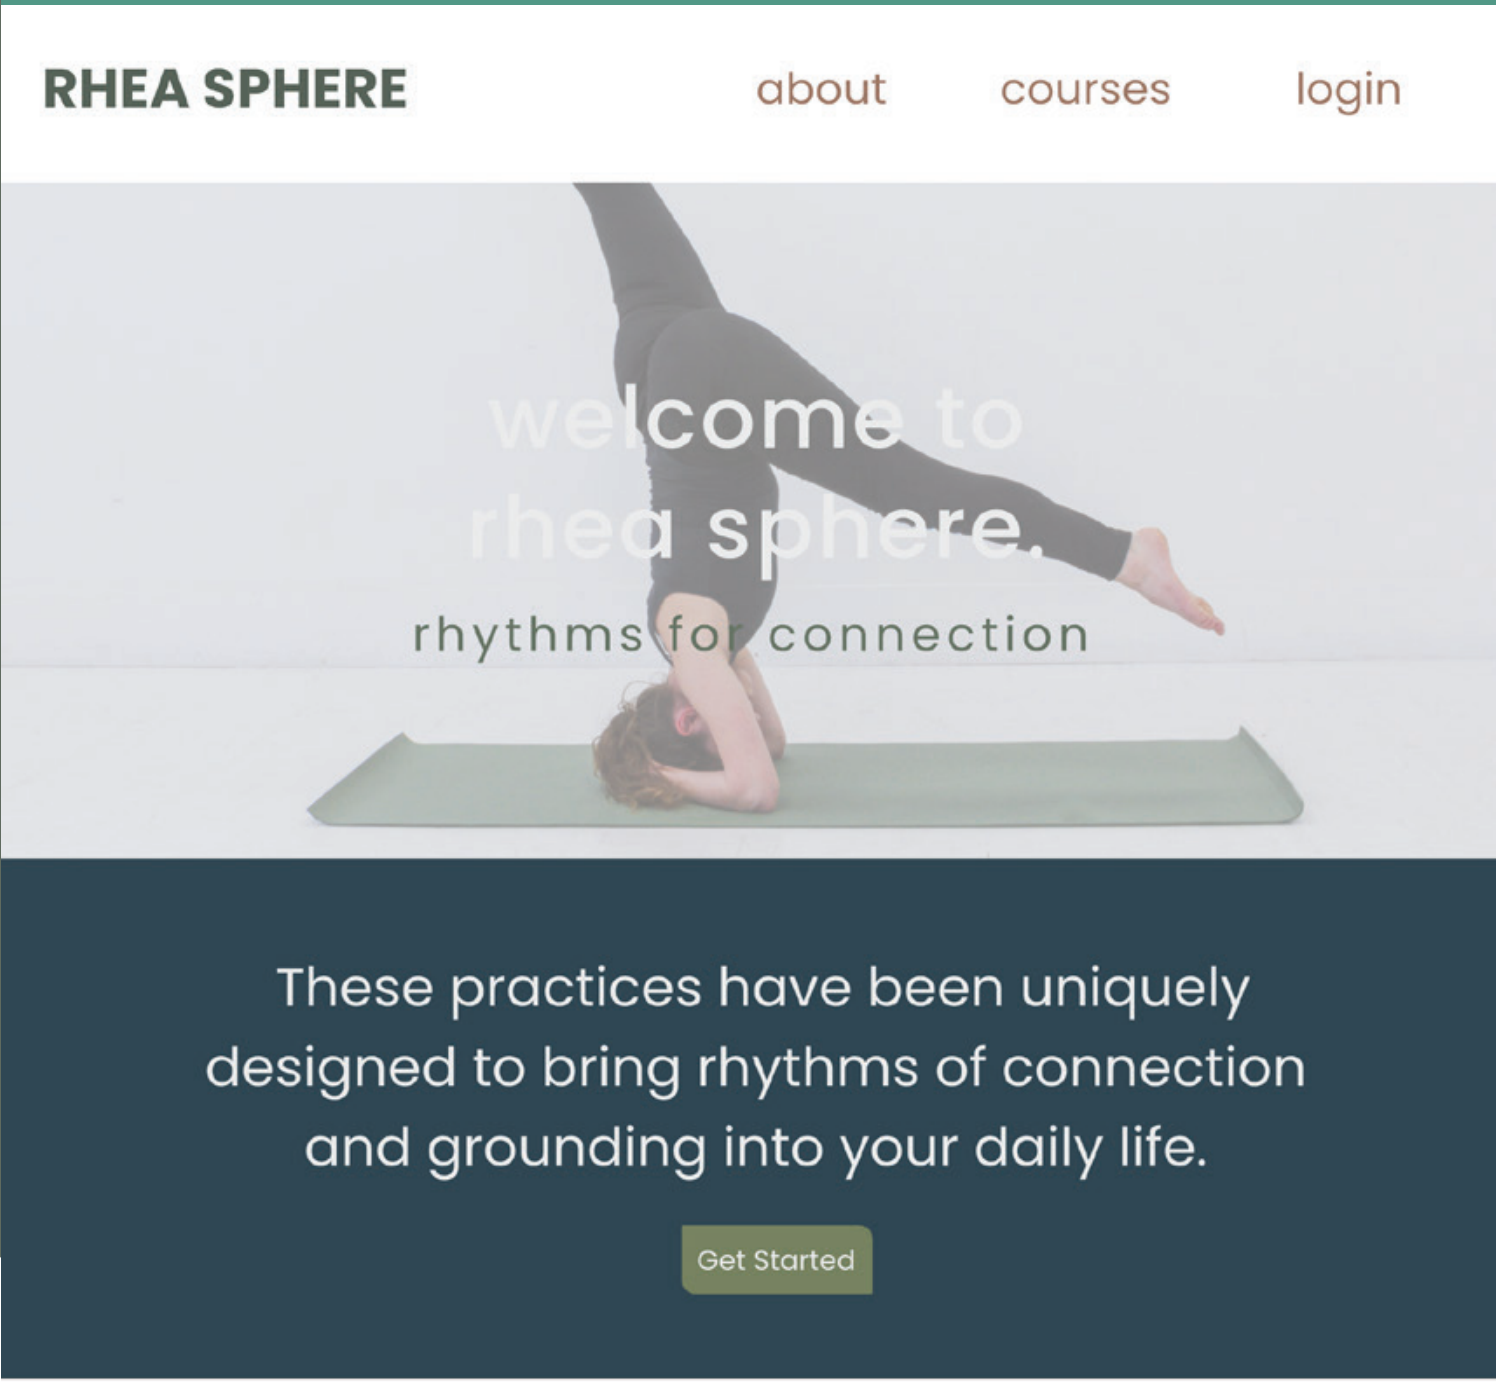 RHEA SPHERE
about courses login
welcome to
rhea sphere.
rhythms for connection
These practices have been uniquely
designed to bring rhythms of connection
and grounding into your daily life.
Get Started